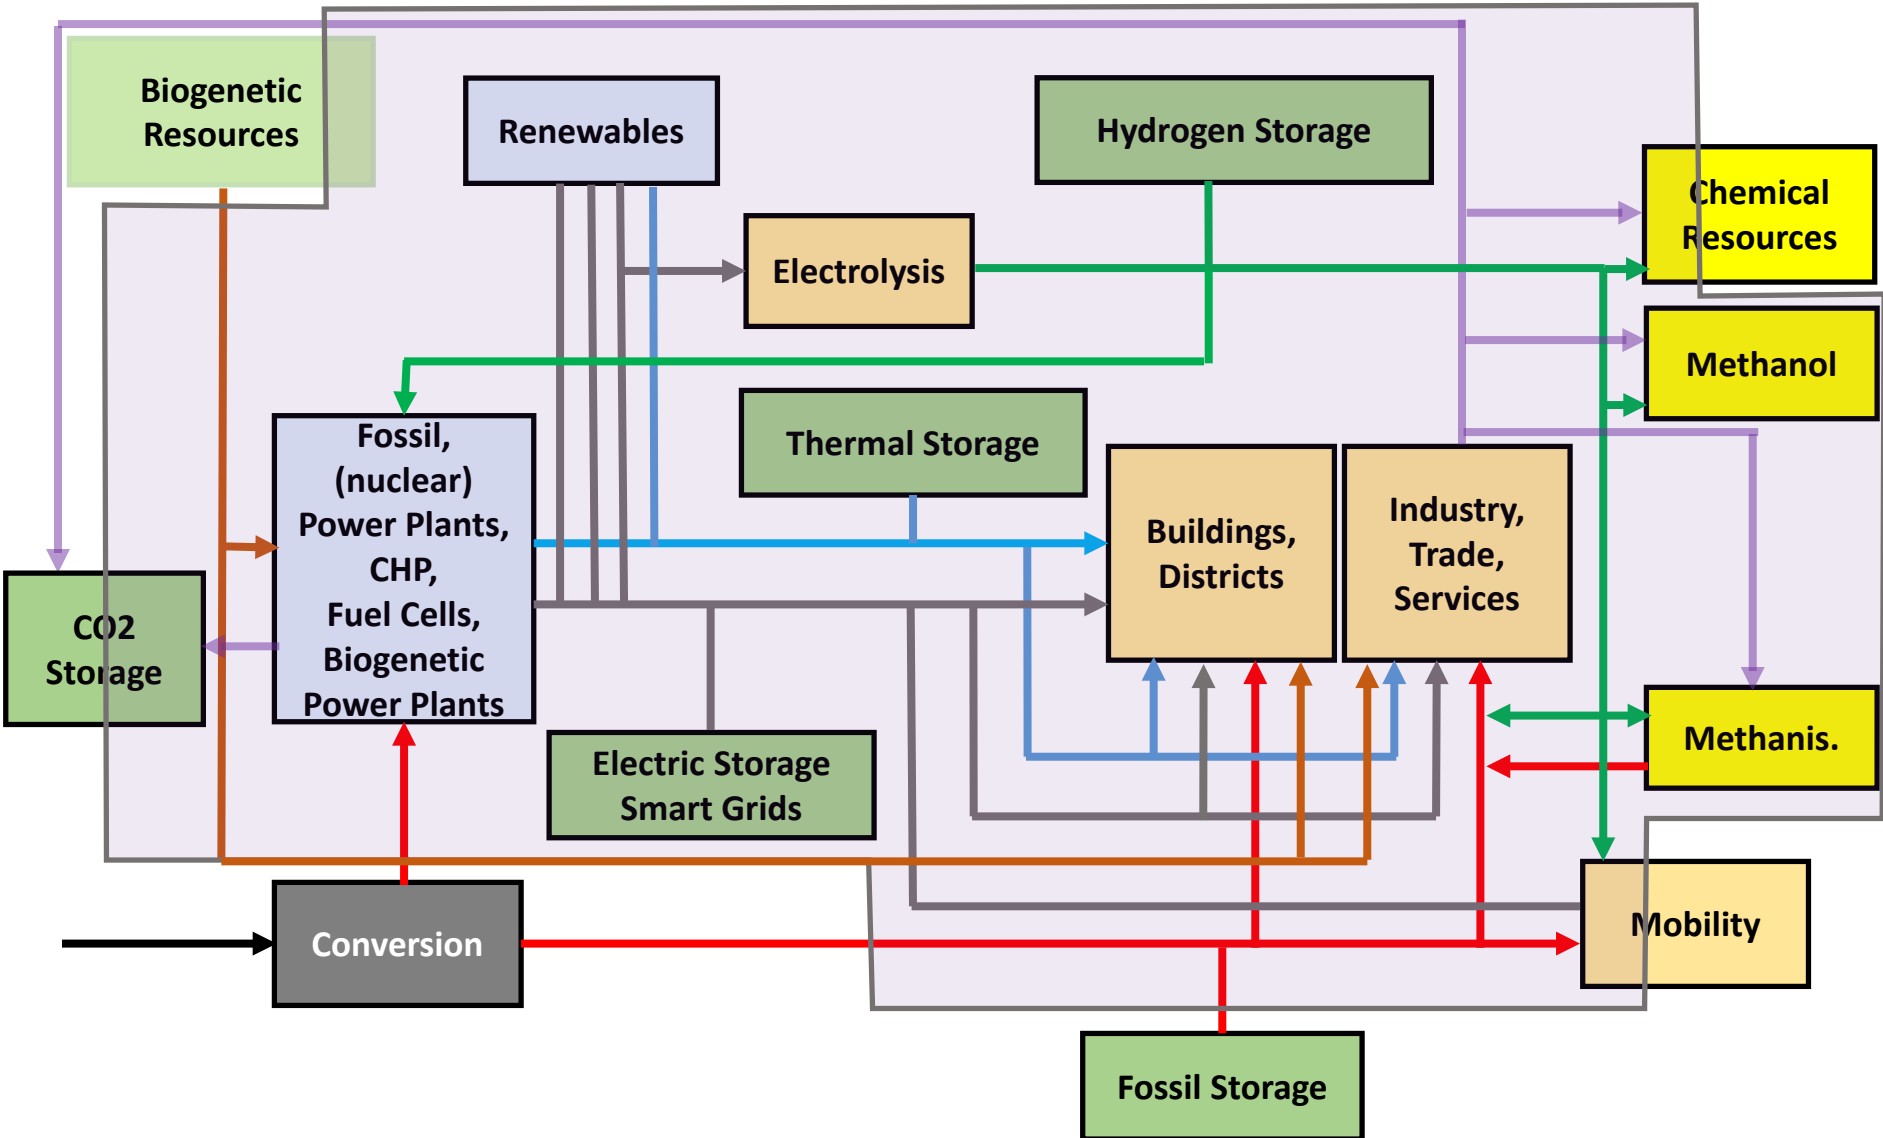 Biogenetic
Resources
Renewables
Hydrogen Storage
Chemical
Resources
Electrolysis
Methanol
Fossil,
(nuclear)
Power Plants,
CHP,
Fuel Cells,
Biogenetic
Power Plants
Thermal Storage
Buildings,
Districts
Industry,
Trade,
Services
CO2
Storage
Electric Storage
Smart Grids
Methanis.
Conversion
Mobility
Fossil Storage